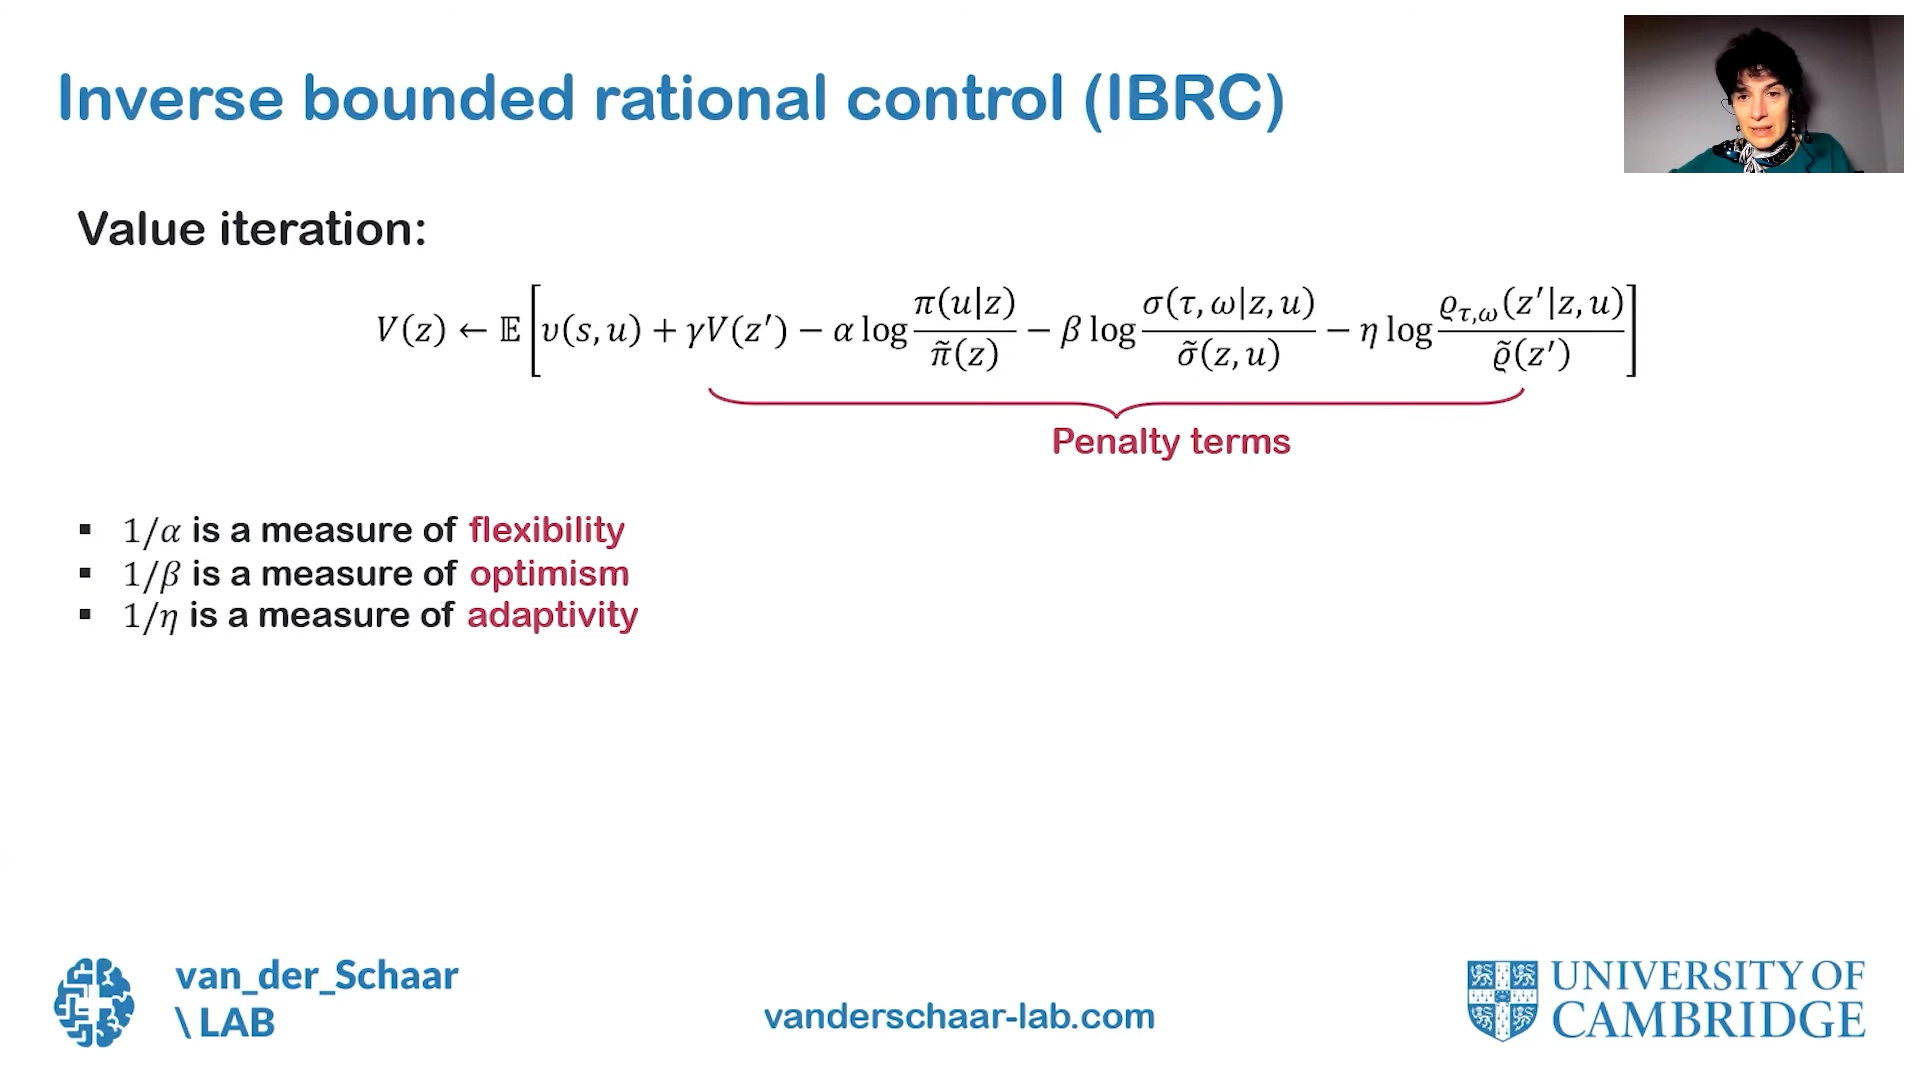 Inverse bounded rational control (IBRC)
Value iteration:
V(z) ← 𝔼[υ(s, u) + γV(z′) − α log π(u|z)/π̃(z) − β log σ(τ, ω|z, u)/σ̃(z, u) − η log ϱτ,ω(z′|z, u)/ϱ̃(z′)]
Penalty terms
▪ 1/α is a measure of flexibility
▪ 1/β is a measure of optimism
▪ 1/η is a measure of adaptivity
van_der_Schaar
\ LAB
vanderschaar-lab.com
UNIVERSITY OF
CAMBRIDGE